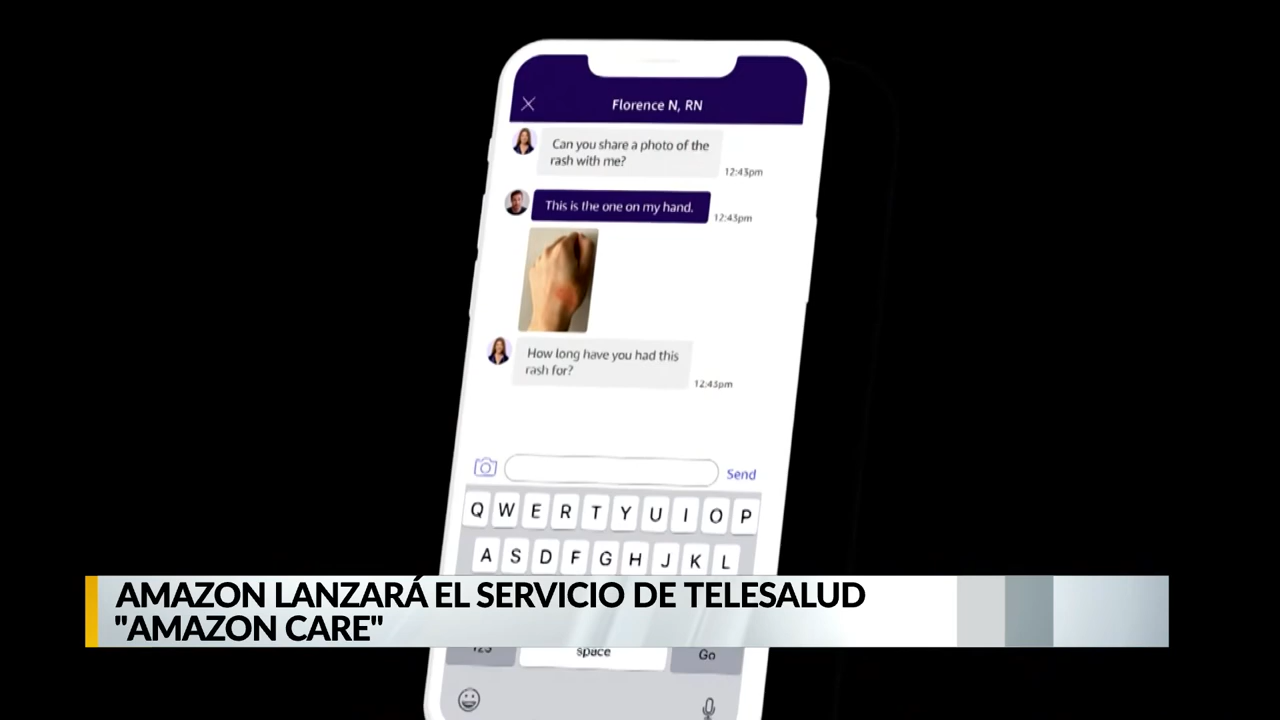 Florence N, RN
Can you share a photo of the
rash with me?
12:43pm
This is the one on my hand.
12:43pm
How long have you had this
rash for?
12:43pm
Send
Q W E R T Y U I O P
A S D F G H J K L
AMAZON LANZARÁ EL SERVICIO DE TELESALUD
"AMAZON CARE"
123 space Go